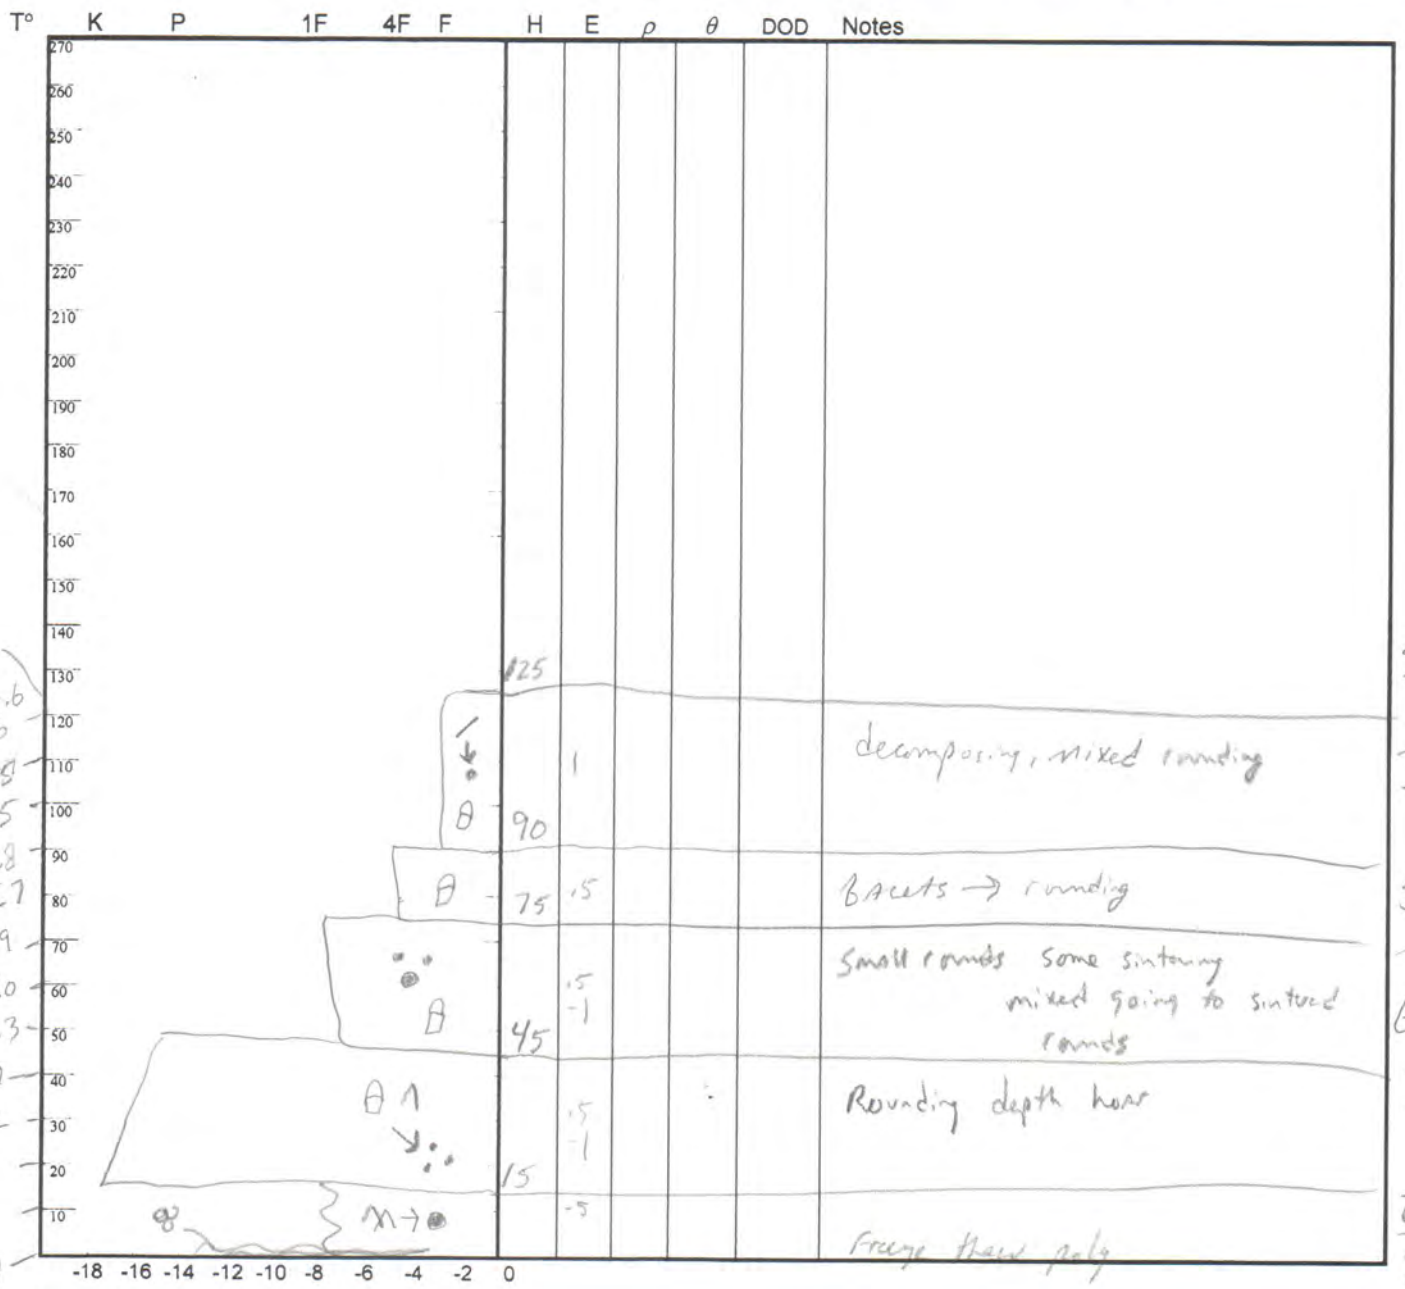 T° K P 1F 4F F H E ρ θ DOD Notes
270
260
250
240
230
220
210
200
190
180
170
160
150
140
130 125
.6
120
110 1 decomposing, mixed rounding
100
90 90
80 75 .5 facets → rounding
70
60 .5 Small rounds some sintering
-1 mixed going to sintered
50 45 rounds
40
30 .5 Rounding depth hoar
-1
20 15
10 -5
Freeze thaw poly
-18 -16 -14 -12 -10 -8 -6 -4 -2 0